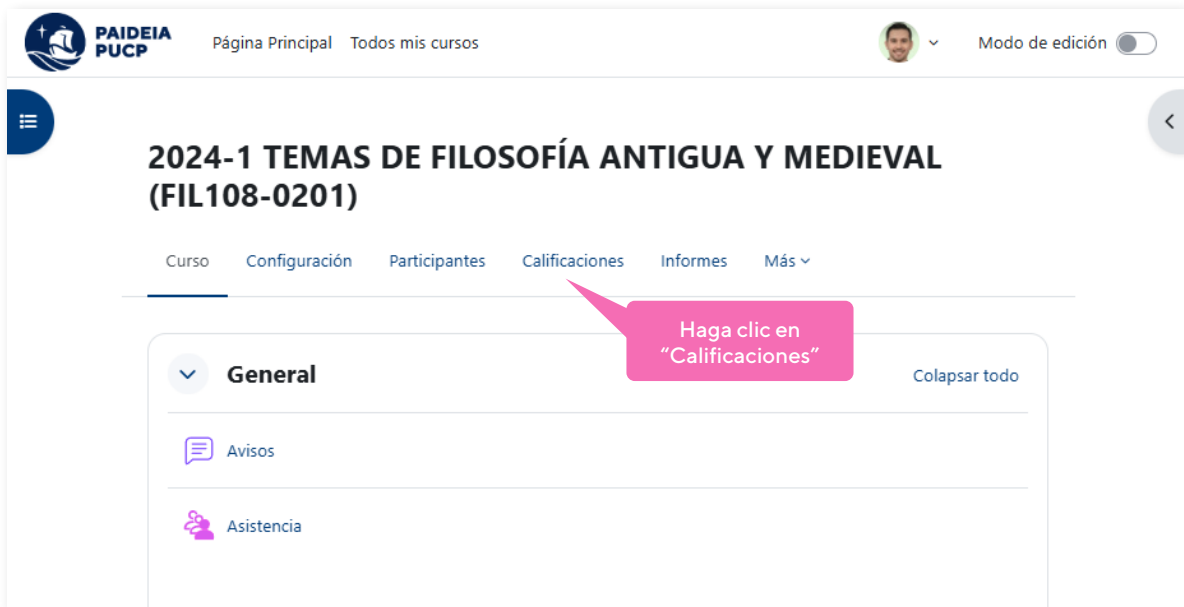 PAIDEIA
PUCP
Página Principal Todos mis cursos
Modo de edición
2024-1 TEMAS DE FILOSOFÍA ANTIGUA Y MEDIEVAL
(FIL108-0201)
Curso Configuración Participantes Calificaciones Informes Más
Haga clic en
“Calificaciones”
General
Colapsar todo
Avisos
Asistencia